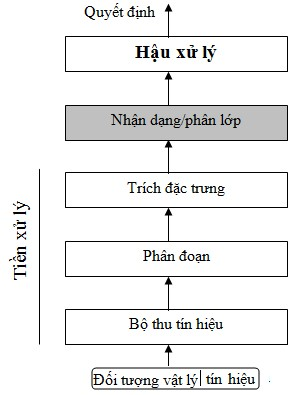 Quyết định
Hậu xử lý
Nhận dạng/phân lớp
Trích đặc trưng
Tiền xử lý
Phân đoạn
Bộ thu tín hiệu
Đối tượng vật lý| tín hiệu